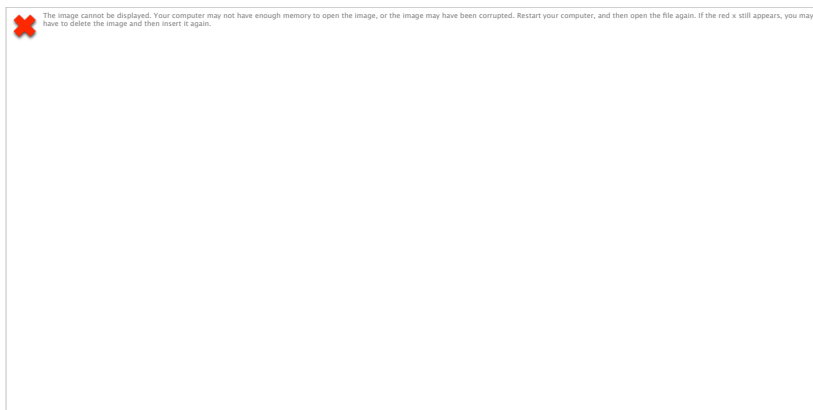 The image cannot be displayed. Your computer may not have enough memory to open the image, or the image may have been corrupted. Restart your computer, and then open the file again. If the red x still appears, you may
have to delete the image and then insert it again.